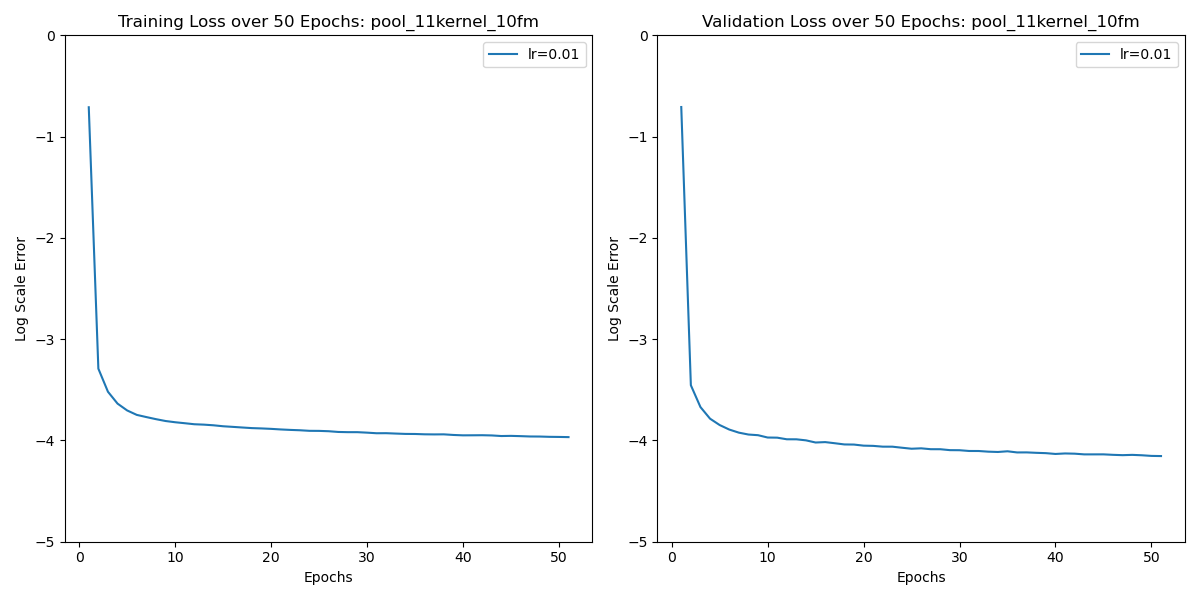 Training Loss over 50 Epochs: pool_11kernel_10fm
lr=0.01
0
−1
−2
−3
−4
−5
Log Scale Error
0 10 20 30 40 50
Epochs
Validation Loss over 50 Epochs: pool_11kernel_10fm
lr=0.01
0
−1
−2
−3
−4
−5
Log Scale Error
0 10 20 30 40 50
Epochs